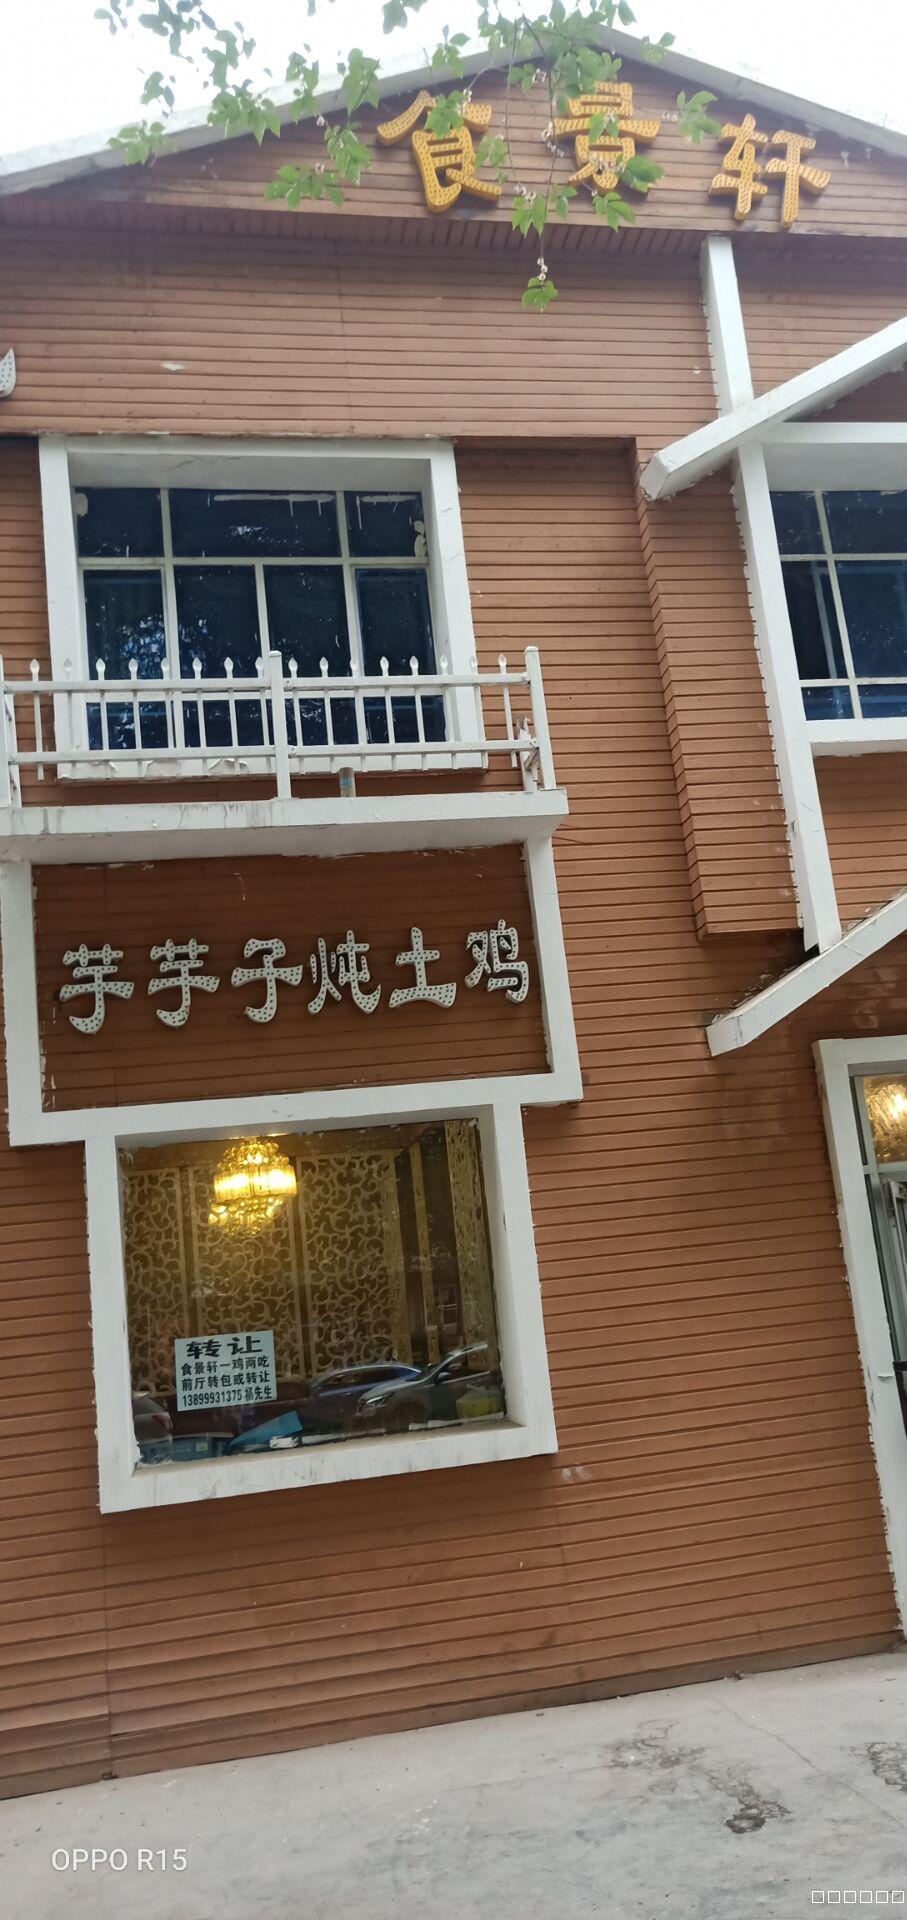 食景轩
芋芋子炖土鸡
转让
食景轩一鸡两吃
前厅转包或转让
13899931375 杨先生
OPPO R15